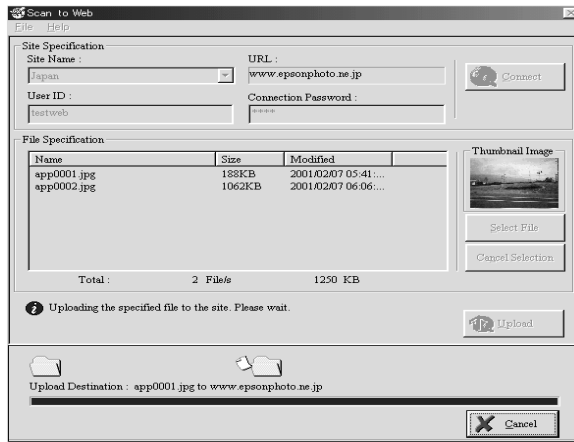 Scan to Web
File Help
Site Specification
Site Name :
URL :
Japan
www.epsonphoto.ne.jp
Connect
User ID :
Connection Password :
testweb
****
File Specification
Name Size Modified
app0001.jpg 188KB 2001/02/07 05:41:...
app0002.jpg 1062KB 2001/02/07 06:06:...
Total : 2 File/s 1250 KB
Thumbnail Image
Select File
Cancel Selection
Uploading the specified file to the site. Please wait.
Upload
Upload Destination : app0001.jpg to www.epsonphoto.ne.jp
Cancel